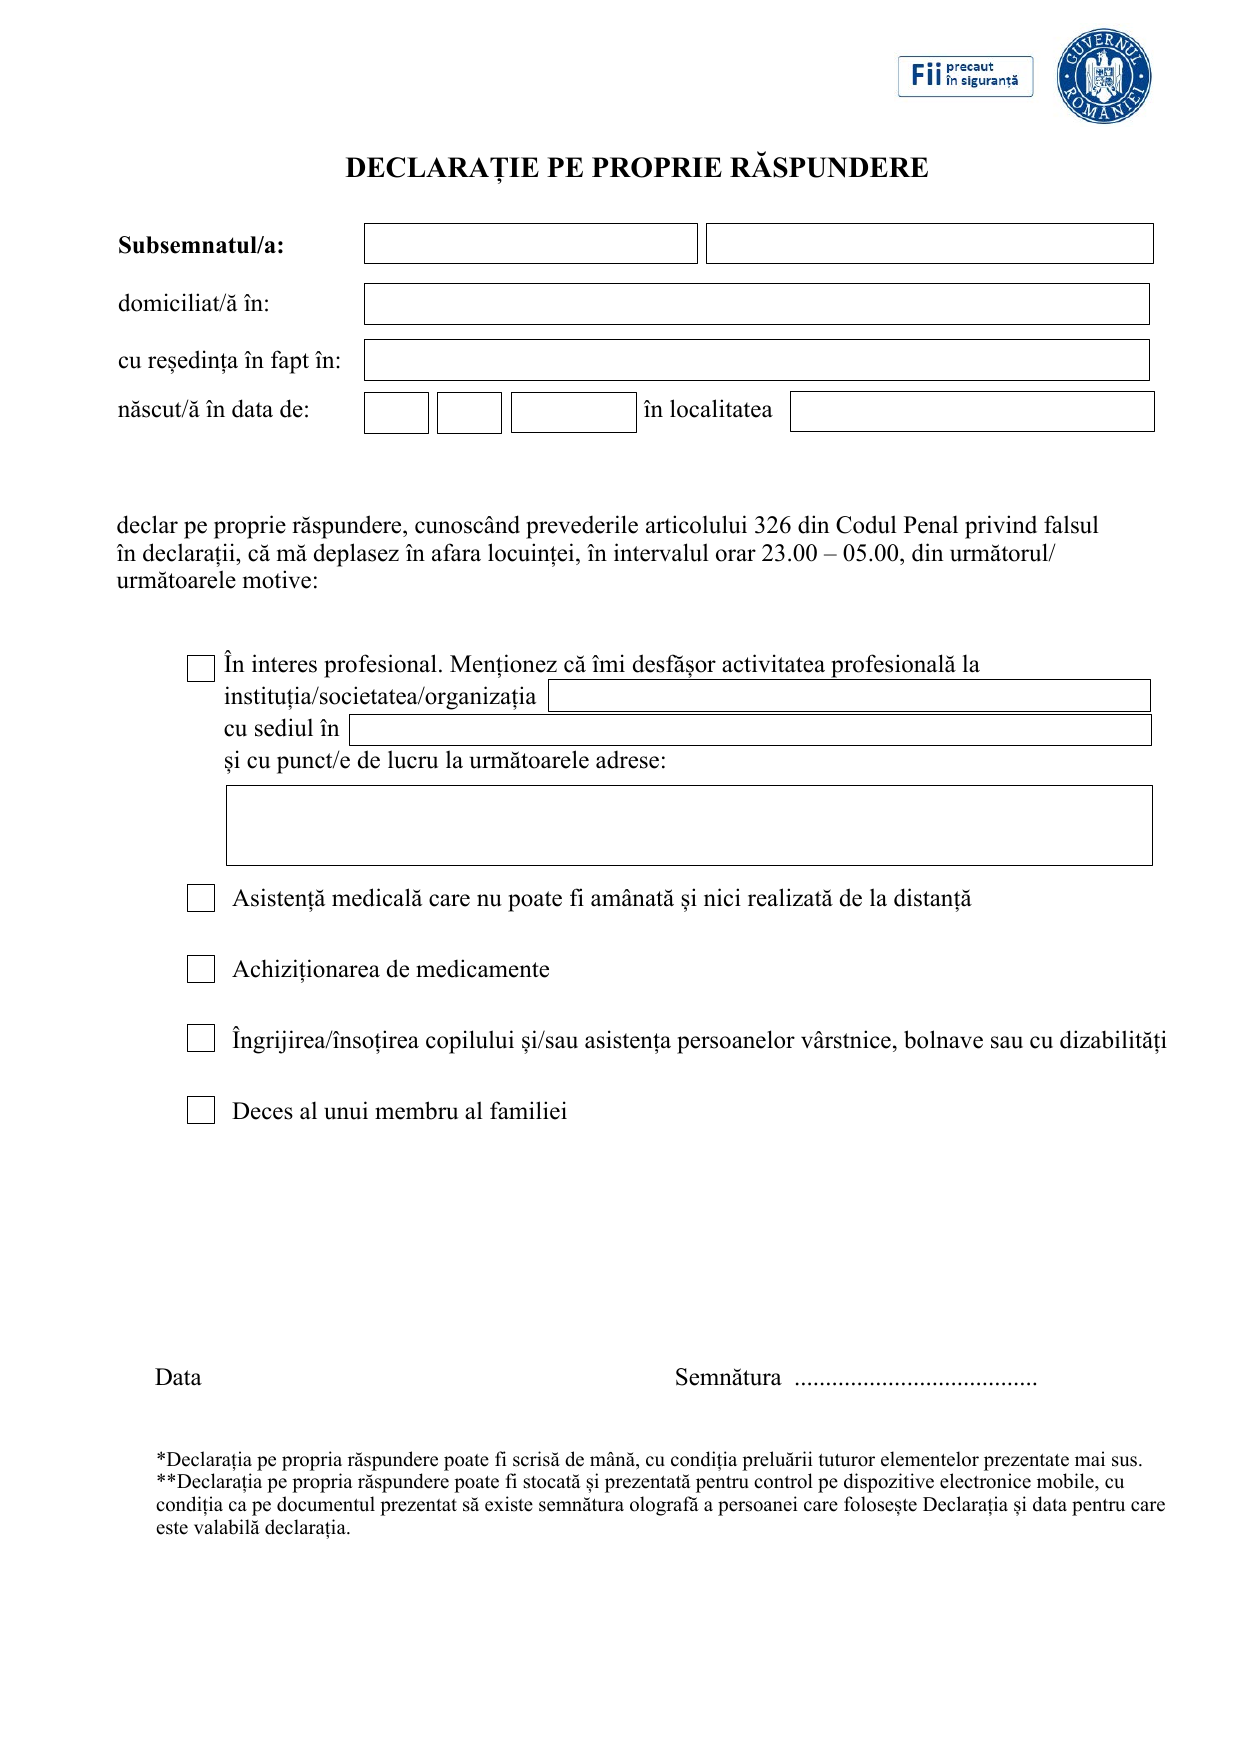 Fii precaut
în siguranță
GUVERNUL ROMÂNIEI
DECLARAȚIE PE PROPRIE RĂSPUNDERE
Subsemnatul/a:
domiciliat/ă în:
cu reședința în fapt în:
născut/ă în data de: în localitatea
declar pe proprie răspundere, cunoscând prevederile articolului 326 din Codul Penal privind falsul
în declarații, că mă deplasez în afara locuinței, în intervalul orar 23.00 – 05.00, din următorul/
următoarele motive:
În interes profesional. Menționez că îmi desfășor activitatea profesională la
instituția/societatea/organizația
cu sediul în
și cu punct/e de lucru la următoarele adrese:
Asistență medicală care nu poate fi amânată și nici realizată de la distanță
Achiziționarea de medicamente
Îngrijirea/însoțirea copilului și/sau asistența persoanelor vârstnice, bolnave sau cu dizabilități
Deces al unui membru al familiei
Data Semnătura .......................................
*Declarația pe propria răspundere poate fi scrisă de mână, cu condiția preluării tuturor elementelor prezentate mai sus.
**Declarația pe propria răspundere poate fi stocată și prezentată pentru control pe dispozitive electronice mobile, cu
condiția ca pe documentul prezentat să existe semnătura olografă a persoanei care folosește Declarația și data pentru care
este valabilă declarația.